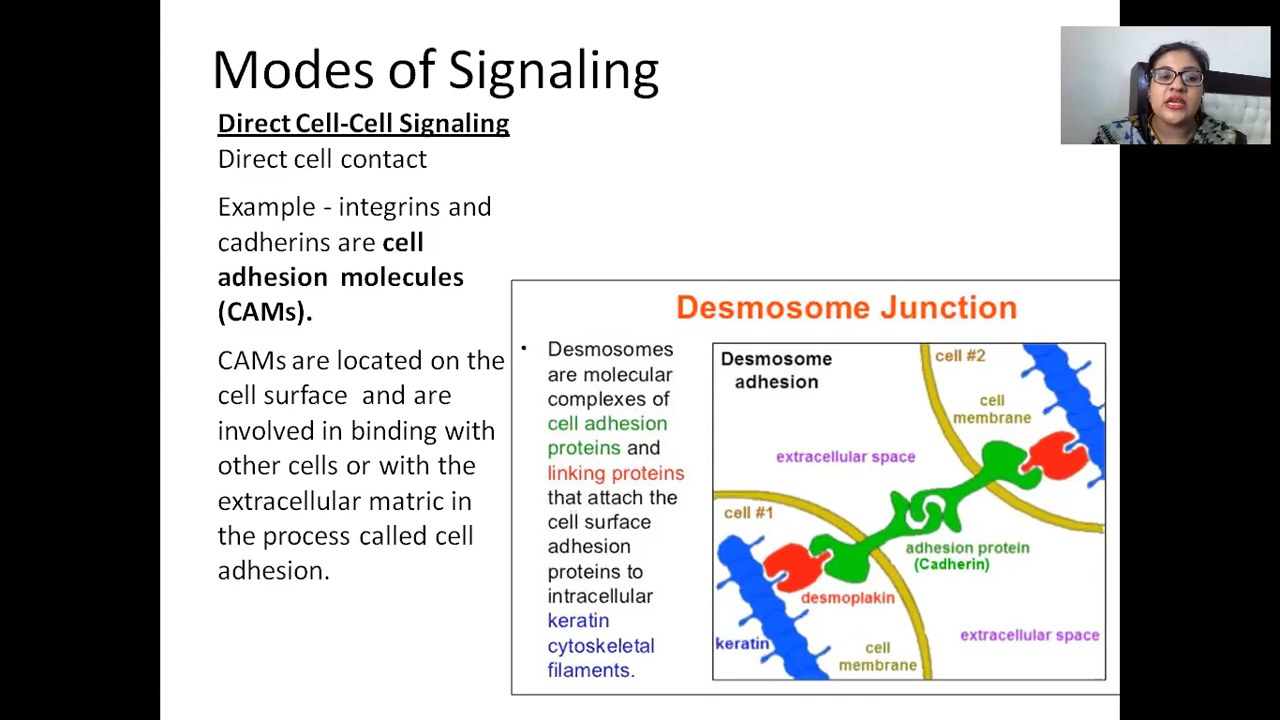 Modes of Signaling
Direct Cell-Cell Signaling
Direct cell contact
Example - integrins and
cadherins are cell
adhesion molecules
(CAMs).
CAMs are located on the
cell surface and are
involved in binding with
other cells or with the
extracellular matric in
the process called cell
adhesion.
Desmosome Junction
• Desmosomes
are molecular
complexes of
cell adhesion
proteins and
linking proteins
that attach the
cell surface
adhesion
proteins to
intracellular
keratin
cytoskeletal
filaments.
Desmosome
adhesion
cell #2
cell
membrane
extracellular space
cell #1
adhesion protein
(Cadherin)
desmoplakin
extracellular space
keratin
cell
membrane